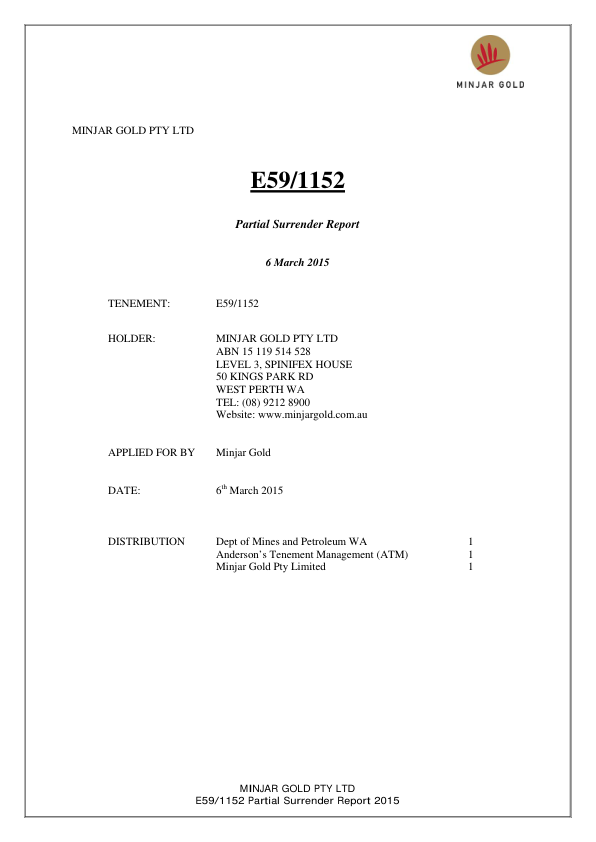 MINJAR GOLD
MINJAR GOLD PTY LTD
E59/1152
Partial Surrender Report
6 March 2015
TENEMENT: E59/1152
HOLDER: MINJAR GOLD PTY LTD
ABN 15 119 514 528
LEVEL 3, SPINIFEX HOUSE
50 KINGS PARK RD
WEST PERTH WA
TEL: (08) 9212 8900
Website: www.minjargold.com.au
APPLIED FOR BY Minjar Gold
DATE: 6th March 2015
DISTRIBUTION Dept of Mines and Petroleum WA 1
Anderson's Tenement Management (ATM) 1
Minjar Gold Pty Limited 1
MINJAR GOLD PTY LTD
E59/1152 Partial Surrender Report 2015